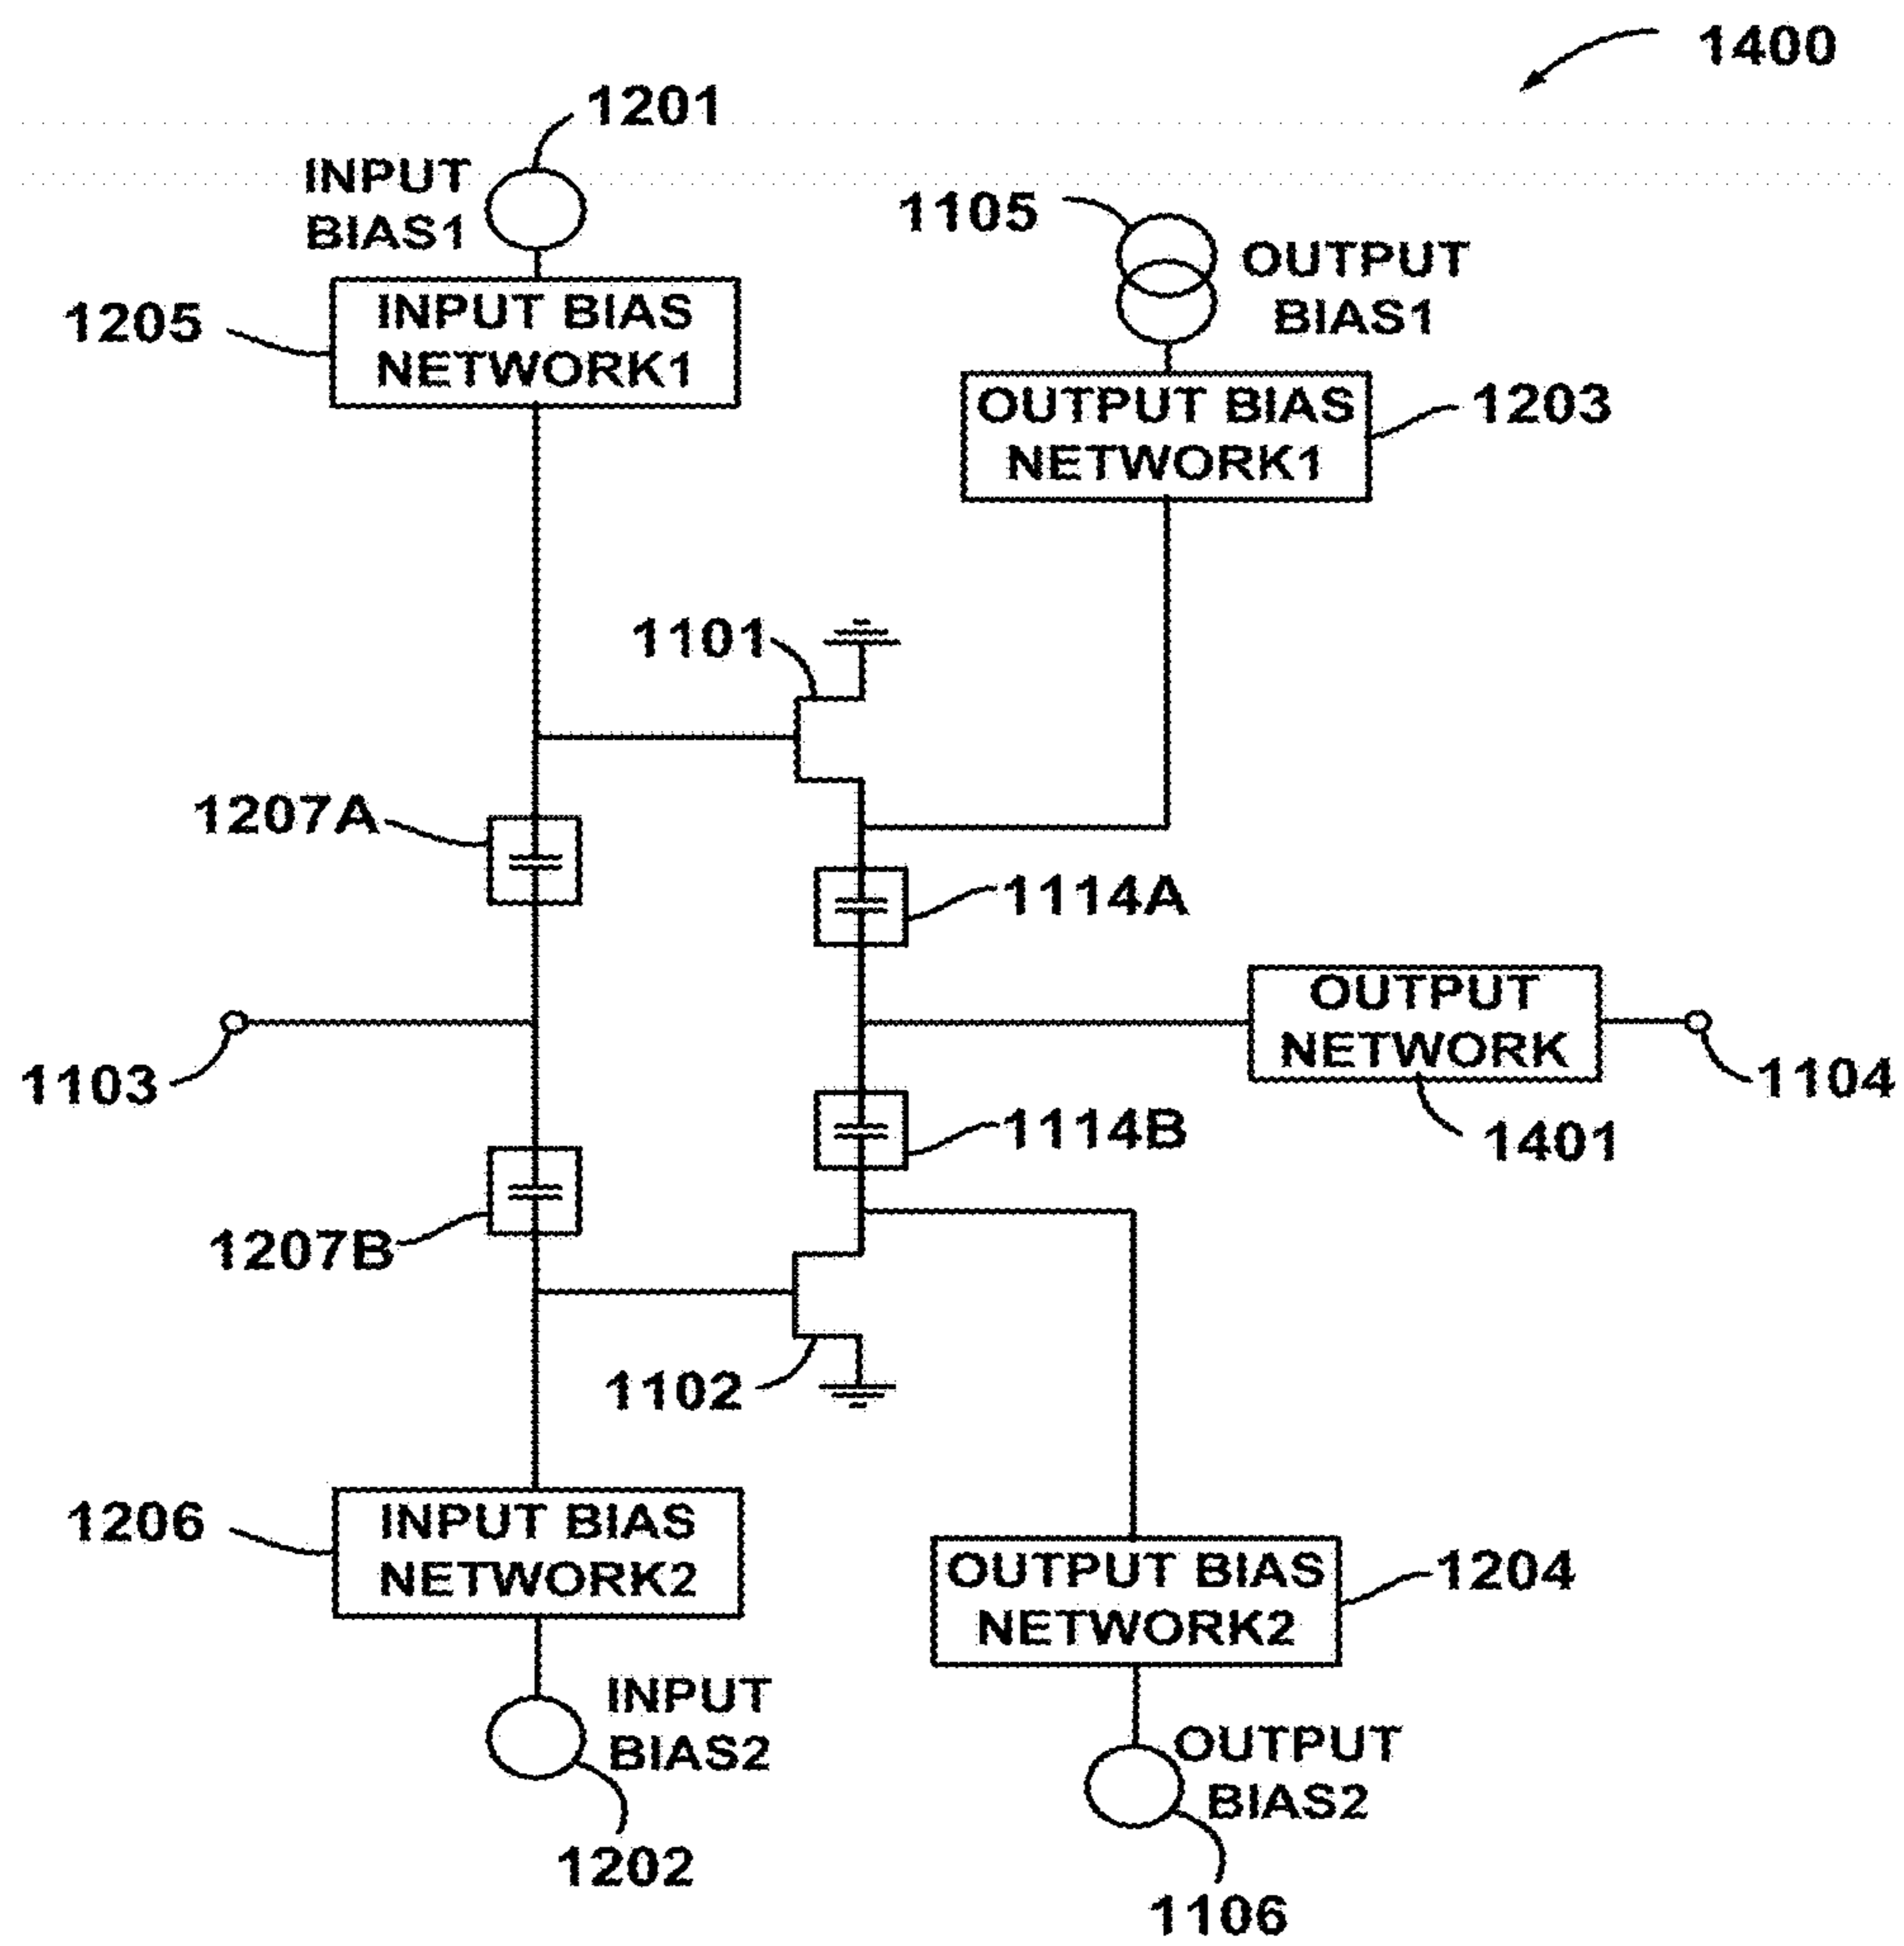 1400
1201
INPUT
BIAS1
1105
OUTPUT
BIAS1
1205
INPUT BIAS
NETWORK1
OUTPUT BIAS
NETWORK1
1203
1101
1207A
1114A
1103
OUTPUT
NETWORK
1104
1401
1114B
1207B
1102
1206
INPUT BIAS
NETWORK2
OUTPUT BIAS
NETWORK2
1204
INPUT
BIAS2
1202
OUTPUT
BIAS2
1106